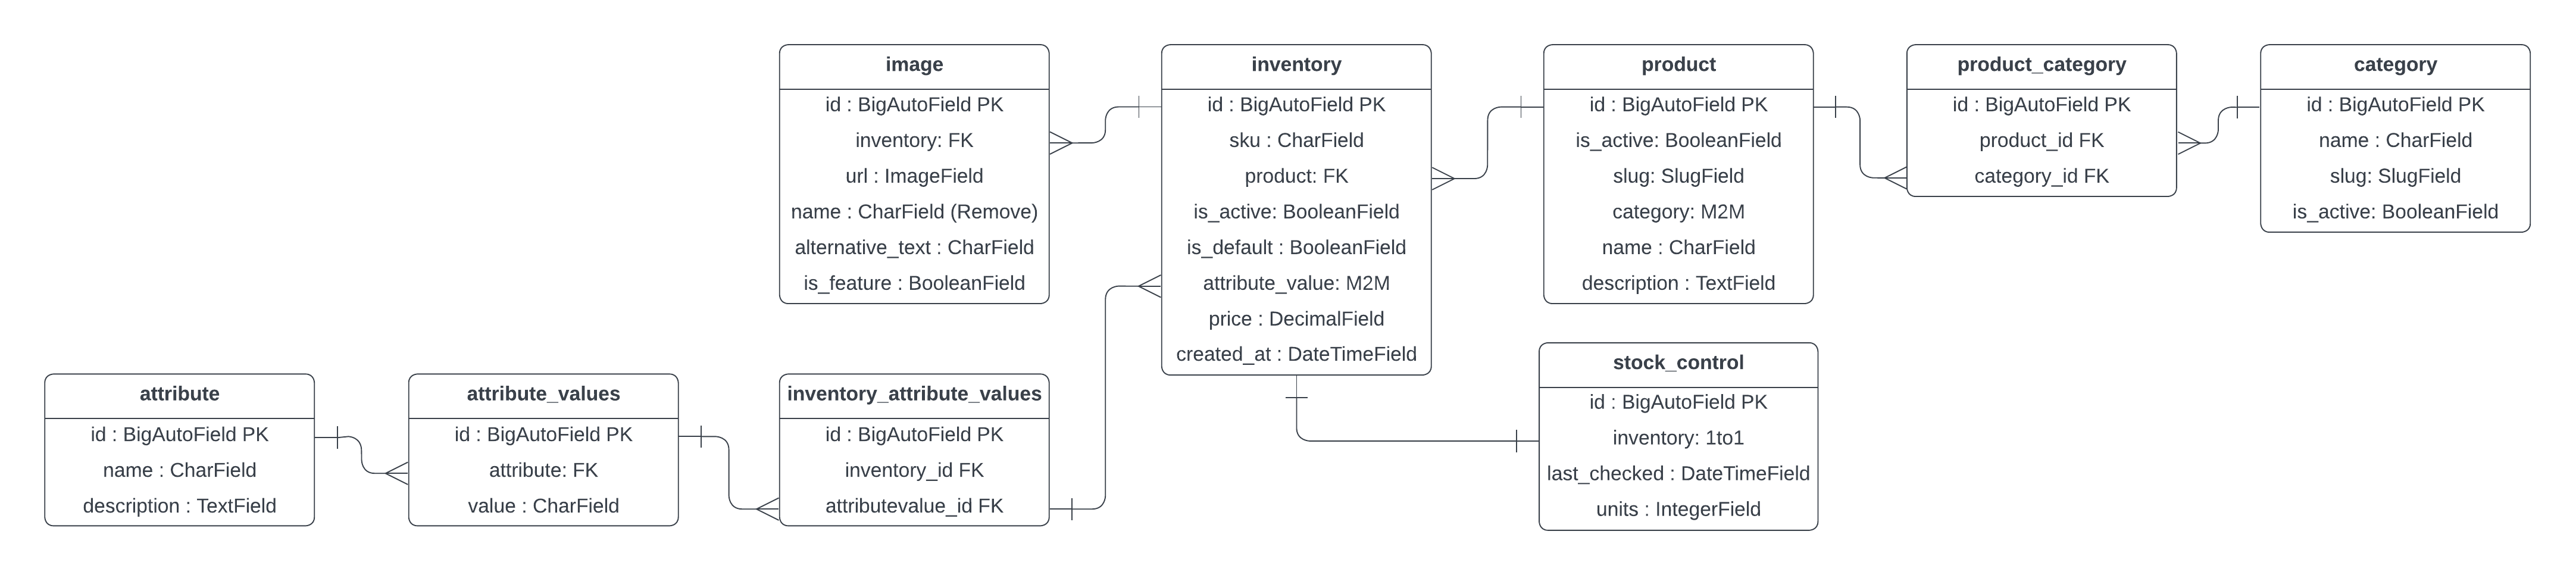 image
id : BigAutoField PK
inventory: FK
url : ImageField
name : CharField (Remove)
alternative_text : CharField
is_feature : BooleanField
inventory
id : BigAutoField PK
sku : CharField
product: FK
is_active: BooleanField
is_default : BooleanField
attribute_value: M2M
price : DecimalField
created_at : DateTimeField
product
id : BigAutoField PK
is_active: BooleanField
slug: SlugField
category: M2M
name : CharField
description : TextField
product_category
id : BigAutoField PK
product_id FK
category_id FK
category
id : BigAutoField PK
name : CharField
slug: SlugField
is_active: BooleanField
attribute
id : BigAutoField PK
name : CharField
description : TextField
attribute_values
id : BigAutoField PK
attribute: FK
value : CharField
inventory_attribute_values
id : BigAutoField PK
inventory_id FK
attributevalue_id FK
stock_control
id : BigAutoField PK
inventory: 1to1
last_checked : DateTimeField
units : IntegerField